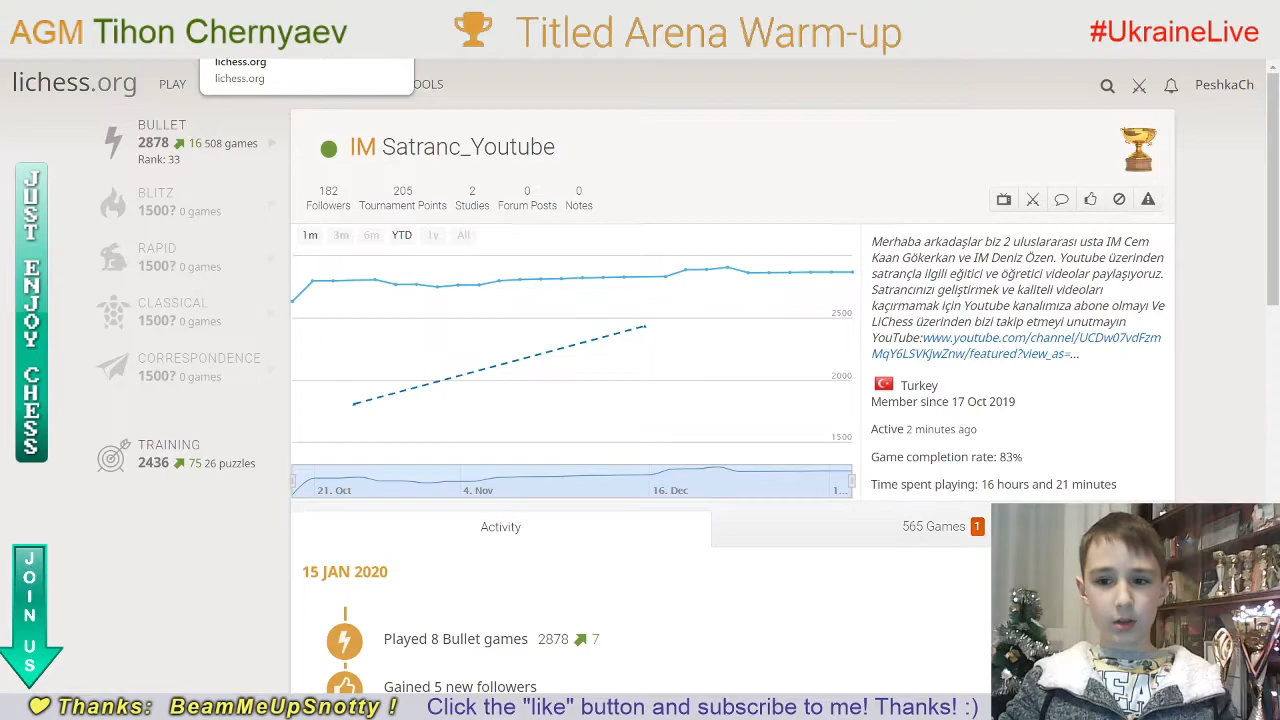 AGM Tihon Chernyaev
Titled Arena Warm-up
#UkraineLive
lichess.org
PLAY
lichess.org
lichess.org
OOLS
PeshkaCh
BULLET
2878 16 508 games
Rank: 33
BLITZ
1500? 0 games
RAPID
1500? 0 games
CLASSICAL
1500? 0 games
CORRESPONDENCE
1500? 0 games
TRAINING
2436 75 26 puzzles
JUST ENJOY CHESS
JOIN US
IM Satranc_Youtube
182 205 2 0 0
Followers Tournament Points Studies Forum Posts Notes
1m 3m 6m YTD 1y All
2500
2000
1500
21. Oct 4. Nov 16. Dec 1...
Merhaba arkadaşlar biz 2 uluslararası usta IM Cem
Kaan Gökerkan ve IM Deniz Özen. Youtube üzerinden
satrançla ilgili eğitici ve öğretici videolar paylaşıyoruz.
Satrancınızı geliştirmek ve kaliteli videoları
kaçırmamak için Youtube kanalımıza abone olmayı Ve
LiChess üzerinden bizi takip etmeyi unutmayın
YouTube:www.youtube.com/channel/UCDw07vdFzm
MqY6LSVKJwZnw/featured?view_as=...
Turkey
Member since 17 Oct 2019
Active 2 minutes ago
Game completion rate: 83%
Time spent playing: 16 hours and 21 minutes
Activity
565 Games 1
15 JAN 2020
Played 8 Bullet games 2878 7
Gained 5 new followers
Thanks: BeamMeUpSnotty !
Click the "like" button and subscribe to me! Thanks! :)